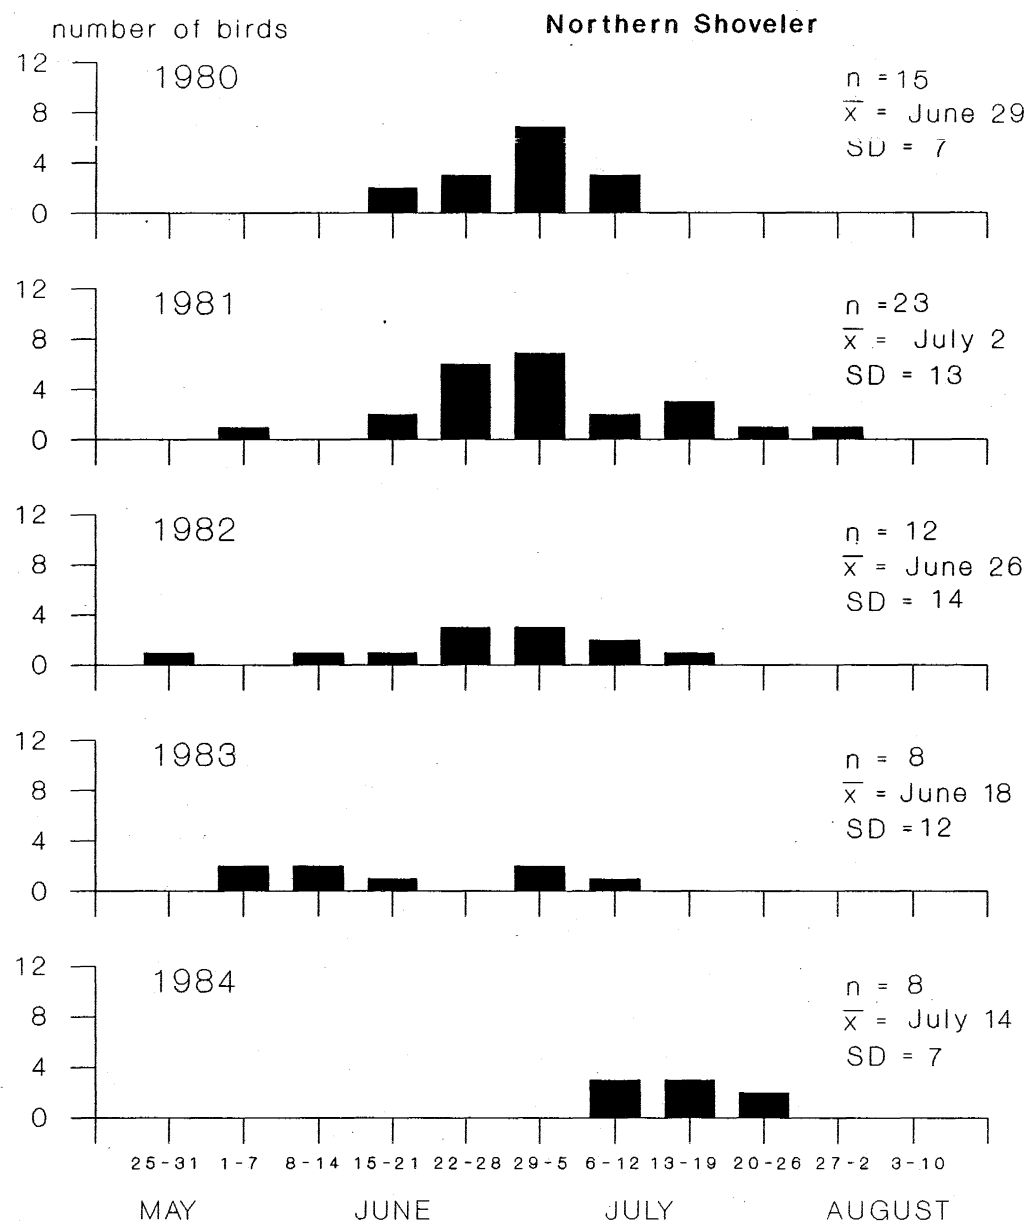 number of birds
Northern Shoveler
12
8
4
0
1980
n = 15
x̅ = June 29
SD = 7
12
8
4
0
1981
n = 23
x̅ = July 2
SD = 13
12
8
4
0
1982
n = 12
x̅ = June 26
SD = 14
12
8
4
0
1983
n = 8
x̅ = June 18
SD = 12
12
8
4
0
1984
n = 8
x̅ = July 14
SD = 7
25-31 1-7 8-14 15-21 22-28 29-5 6-12 13-19 20-26 27-2 3-10
MAY JUNE JULY AUGUST